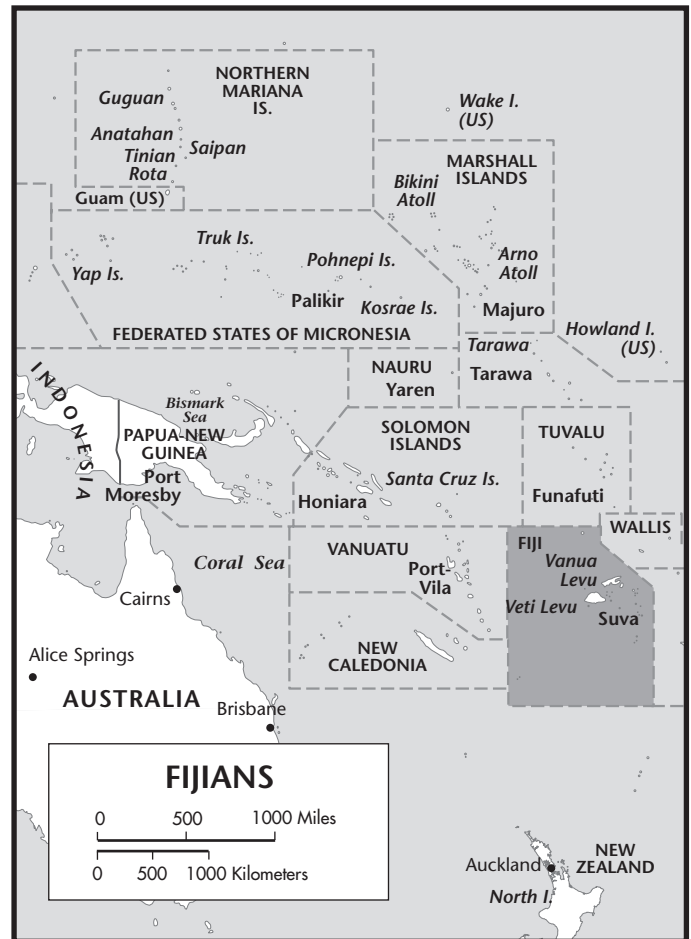 NORTHERN
MARIANA
IS.
Guguan
Anatahan
Saipan
Tinian
Rota
Guam (US)
Wake I.
(US)
MARSHALL
ISLANDS
Bikini
Atoll
Arno
Atoll
Majuro
Truk Is.
Yap Is.
Pohnepi Is.
Palikir
Kosrae Is.
FEDERATED STATES OF MICRONESIA
Howland I.
(US)
Tarawa
Tarawa
NAURU
Yaren
INDONESIA
Bismark
Sea
PAPUA-NEW
GUINEA
Port
Moresby
SOLOMON
ISLANDS
Santa Cruz Is.
Honiara
TUVALU
Funafuti
WALLIS
FIJI
Vanua
Levu
Veti Levu
Suva
Coral Sea
VANUATU
Port-
Vila
NEW
CALEDONIA
Cairns
Alice Springs
AUSTRALIA
Brisbane
FIJIANS
0 500 1000 Miles
0 500 1000 Kilometers
Auckland
NEW
ZEALAND
North I.